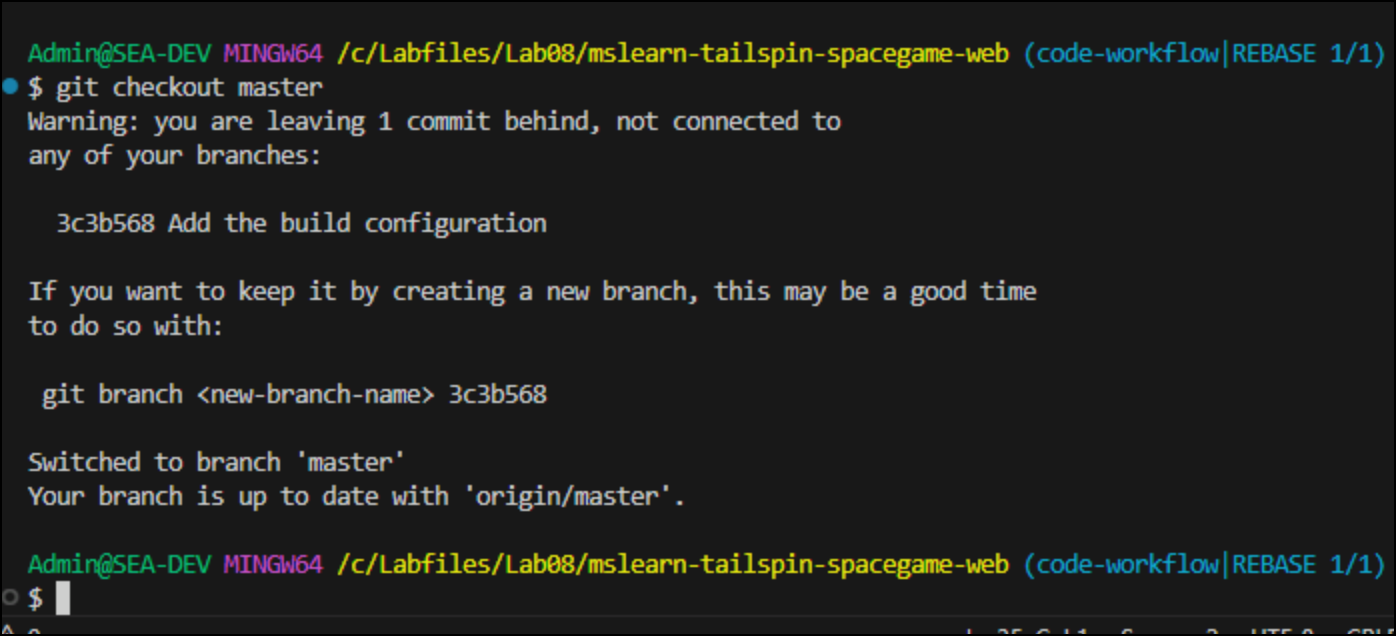 Admin@SEA-DEV MINGW64 /c/Labfiles/Lab08/mslearn-tailspin-spacegame-web (code-workflow|REBASE 1/1)
$ git checkout master
Warning: you are leaving 1 commit behind, not connected to
any of your branches:
3c3b568 Add the build configuration
If you want to keep it by creating a new branch, this may be a good time
to do so with:
git branch <new-branch-name> 3c3b568
Switched to branch 'master'
Your branch is up to date with 'origin/master'.
Admin@SEA-DEV MINGW64 /c/Labfiles/Lab08/mslearn-tailspin-spacegame-web (code-workflow|REBASE 1/1)
$